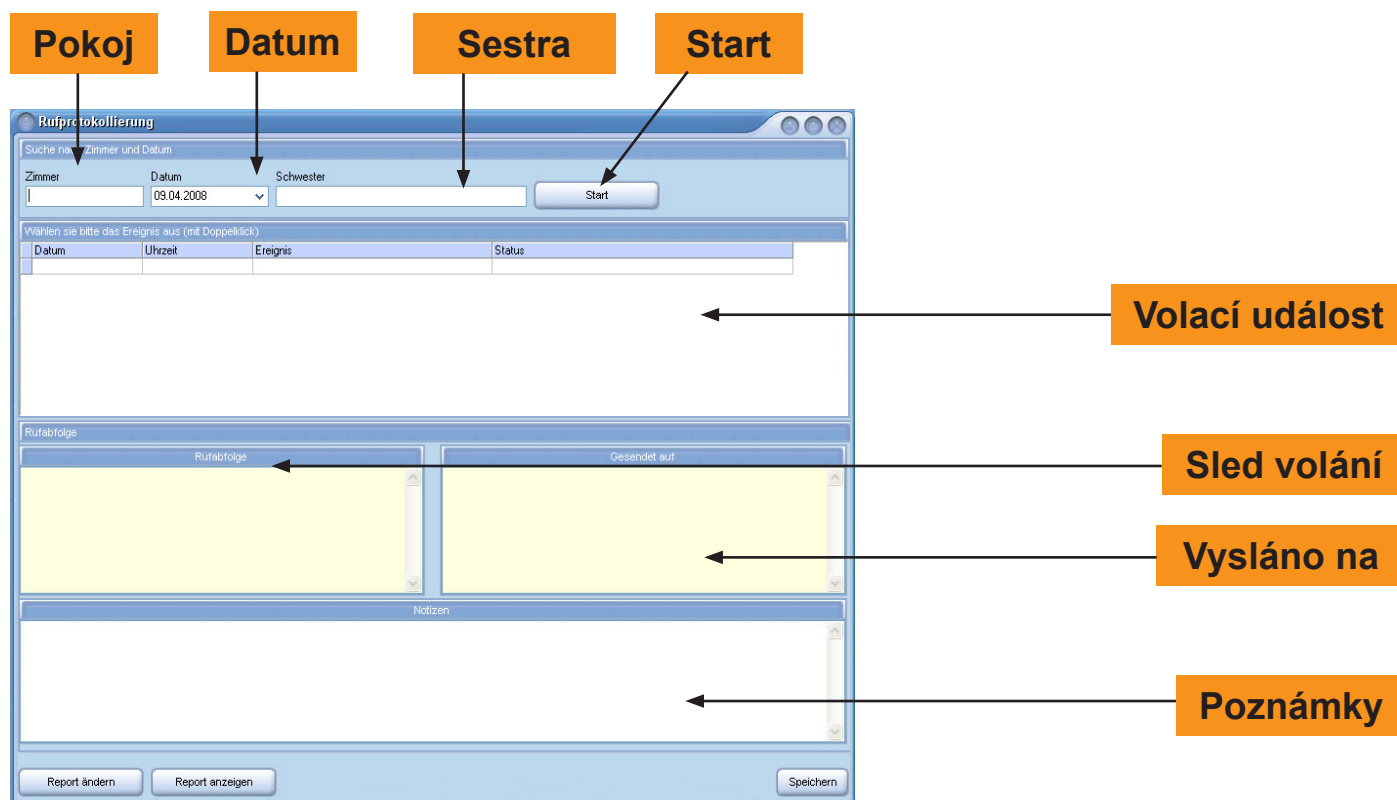 Pokoj Datum Sestra Start
Rufprotokollierung
Suche nach Zimmer und Datum
Zimmer Datum Schwester
09.04.2008 Start
Wählen sie bitte das Ereignis aus (mit Doppelklick)
Datum Uhrzeit Ereignis Status
Volací událost
Rufabfolge
Rufabfolge Gesendet auf
Sled volání
Vysláno na
Notizen
Poznámky
Report ändern Report anzeigen Speichern